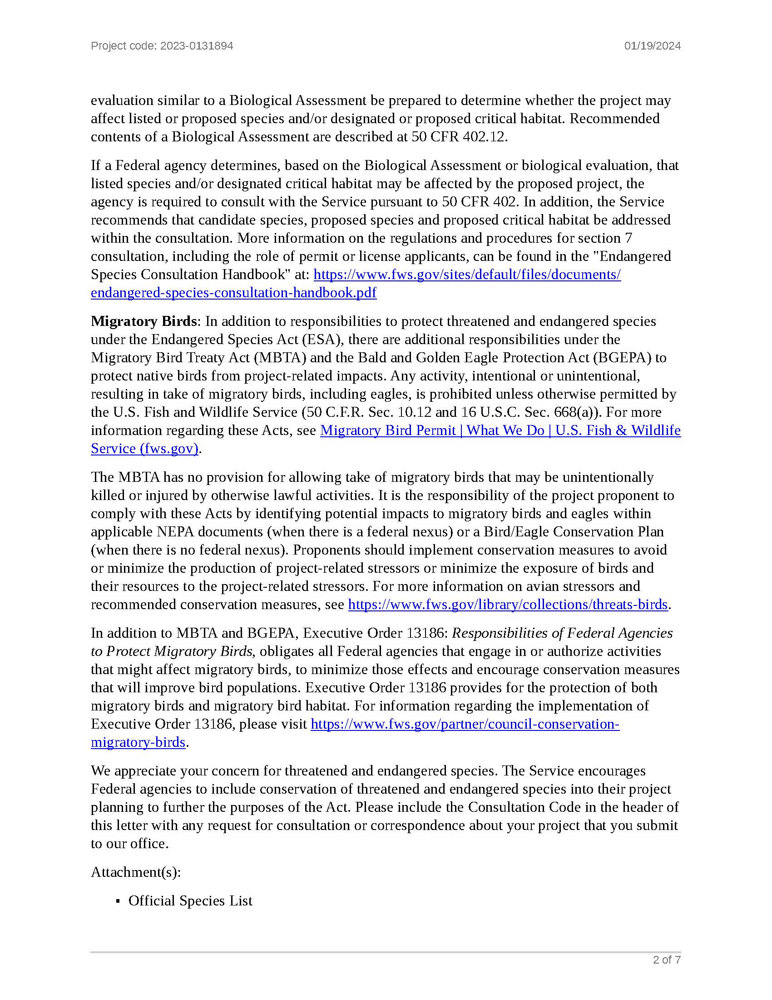 Project code: 2023-0131894 01/19/2024
evaluation similar to a Biological Assessment be prepared to determine whether the project may
affect listed or proposed species and/or designated or proposed critical habitat. Recommended
contents of a Biological Assessment are described at 50 CFR 402.12.
If a Federal agency determines, based on the Biological Assessment or biological evaluation, that
listed species and/or designated critical habitat may be affected by the proposed project, the
agency is required to consult with the Service pursuant to 50 CFR 402. In addition, the Service
recommends that candidate species, proposed species and proposed critical habitat be addressed
within the consultation. More information on the regulations and procedures for section 7
consultation, including the role of permit or license applicants, can be found in the "Endangered
Species Consultation Handbook" at: https://www.fws.gov/sites/default/files/documents/
endangered-species-consultation-handbook.pdf
Migratory Birds: In addition to responsibilities to protect threatened and endangered species
under the Endangered Species Act (ESA), there are additional responsibilities under the
Migratory Bird Treaty Act (MBTA) and the Bald and Golden Eagle Protection Act (BGEPA) to
protect native birds from project-related impacts. Any activity, intentional or unintentional,
resulting in take of migratory birds, including eagles, is prohibited unless otherwise permitted by
the U.S. Fish and Wildlife Service (50 C.F.R. Sec. 10.12 and 16 U.S.C. Sec. 668(a)). For more
information regarding these Acts, see Migratory Bird Permit | What We Do | U.S. Fish & Wildlife
Service (fws.gov).
The MBTA has no provision for allowing take of migratory birds that may be unintentionally
killed or injured by otherwise lawful activities. It is the responsibility of the project proponent to
comply with these Acts by identifying potential impacts to migratory birds and eagles within
applicable NEPA documents (when there is a federal nexus) or a Bird/Eagle Conservation Plan
(when there is no federal nexus). Proponents should implement conservation measures to avoid
or minimize the production of project-related stressors or minimize the exposure of birds and
their resources to the project-related stressors. For more information on avian stressors and
recommended conservation measures, see https://www.fws.gov/library/collections/threats-birds.
In addition to MBTA and BGEPA, Executive Order 13186: Responsibilities of Federal Agencies
to Protect Migratory Birds, obligates all Federal agencies that engage in or authorize activities
that might affect migratory birds, to minimize those effects and encourage conservation measures
that will improve bird populations. Executive Order 13186 provides for the protection of both
migratory birds and migratory bird habitat. For information regarding the implementation of
Executive Order 13186, please visit https://www.fws.gov/partner/council-conservation-
migratory-birds.
We appreciate your concern for threatened and endangered species. The Service encourages
Federal agencies to include conservation of threatened and endangered species into their project
planning to further the purposes of the Act. Please include the Consultation Code in the header of
this letter with any request for consultation or correspondence about your project that you submit
to our office.
Attachment(s):
▪ Official Species List
2 of 7